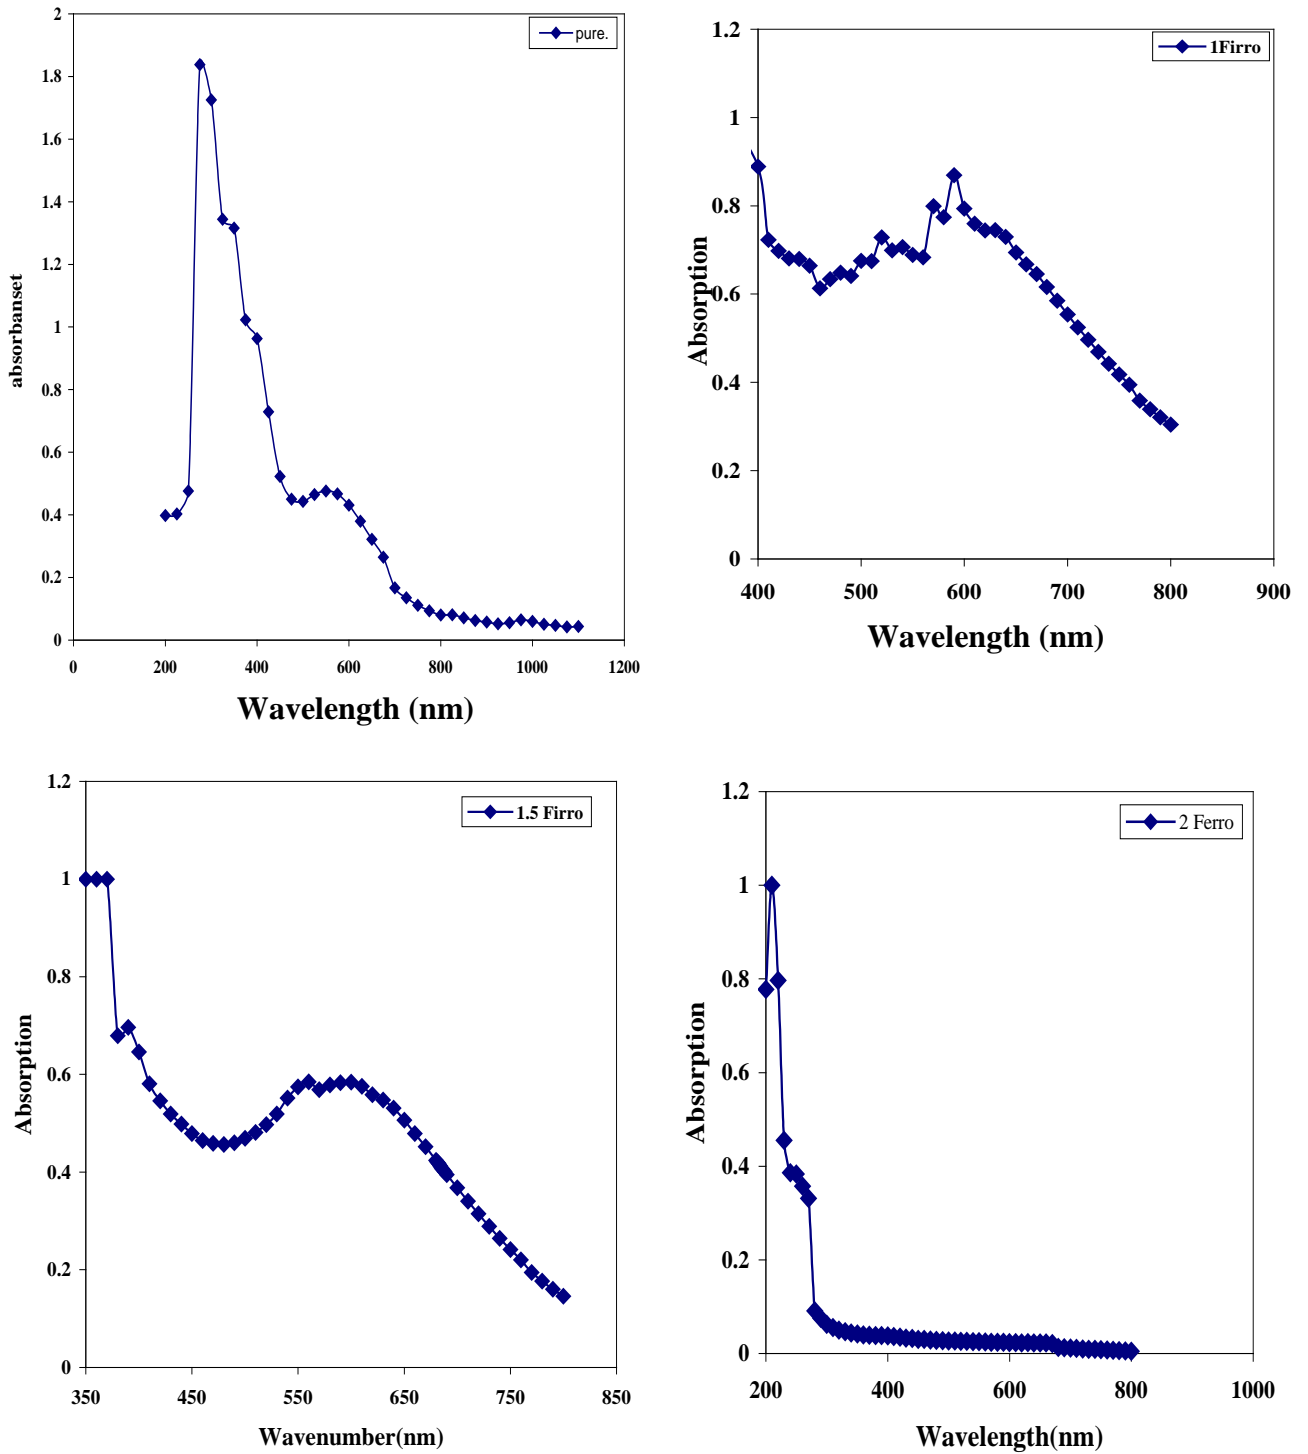 2
1.8
1.6
1.4
1.2
1
0.8
0.6
0.4
0.2
0
absorbanset
pure.
0 200 400 600 800 1000 1200
Wavelength (nm)
1.2
1
0.8
0.6
0.4
0.2
0
Absorption
1Firro
400 500 600 700 800 900
Wavelength (nm)
1.2
1
0.8
0.6
0.4
0.2
0
Absorption
1.5 Firro
350 450 550 650 750 850
Wavenumber(nm)
1.2
1
0.8
0.6
0.4
0.2
0
Absorption
2 Ferro
200 400 600 800 1000
Wavelength(nm)